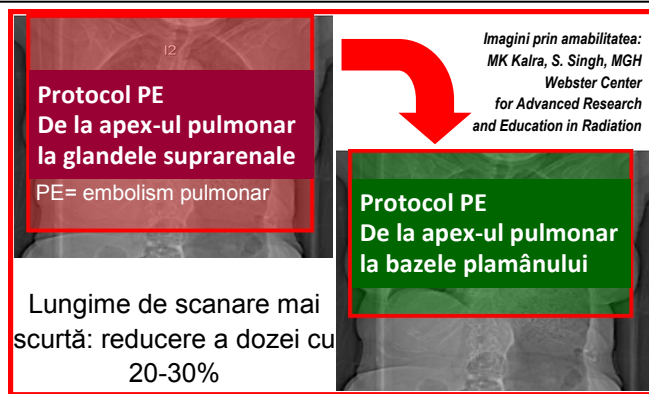 I2
Protocol PE
De la apex-ul pulmonar
la glandele suprarenale
PE= embolism pulmonar
Imagini prin amabilitatea:
MK Kalra, S. Singh, MGH
Webster Center
for Advanced Research
and Education in Radiation
Protocol PE
De la apex-ul pulmonar
la bazele plamânului
Lungime de scanare mai
scurtă: reducere a dozei cu
20-30%